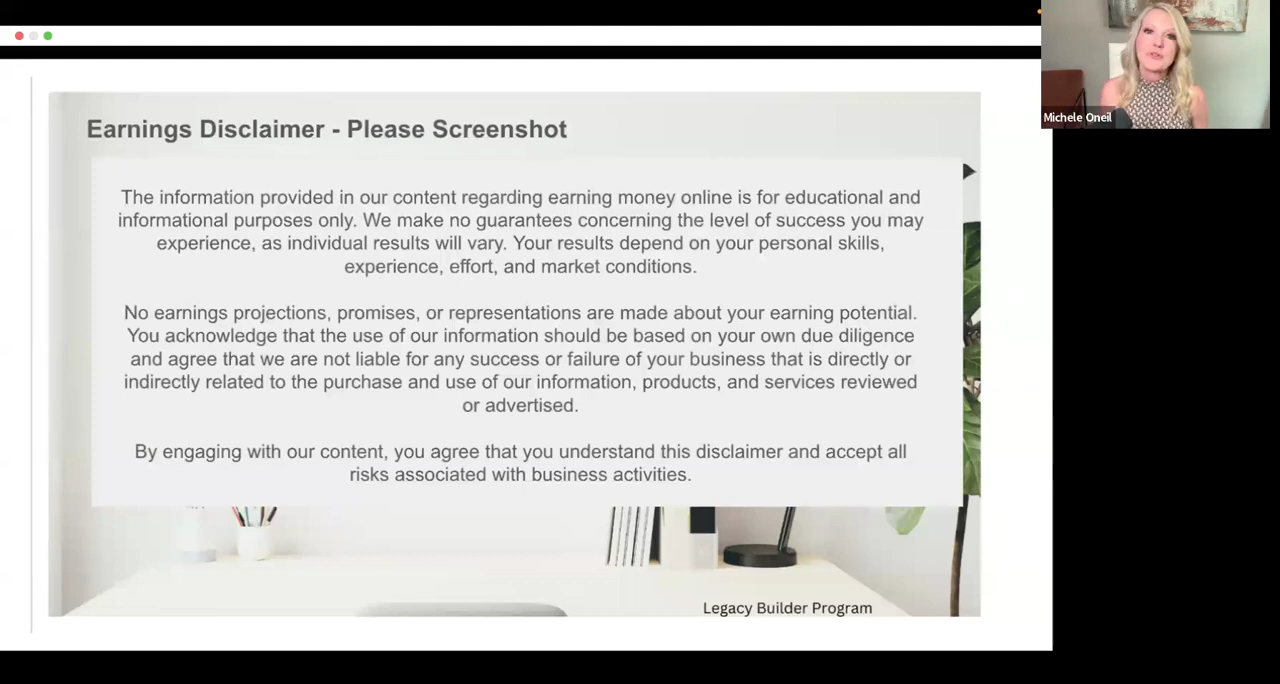 Earnings Disclaimer - Please Screenshot
The information provided in our content regarding earning money online is for educational and
informational purposes only. We make no guarantees concerning the level of success you may
experience, as individual results will vary. Your results depend on your personal skills,
experience, effort, and market conditions.
No earnings projections, promises, or representations are made about your earning potential.
You acknowledge that the use of our information should be based on your own due diligence
and agree that we are not liable for any success or failure of your business that is directly or
indirectly related to the purchase and use of our information, products, and services reviewed
or advertised.
By engaging with our content, you agree that you understand this disclaimer and accept all
risks associated with business activities.
Legacy Builder Program
Michele Oneil